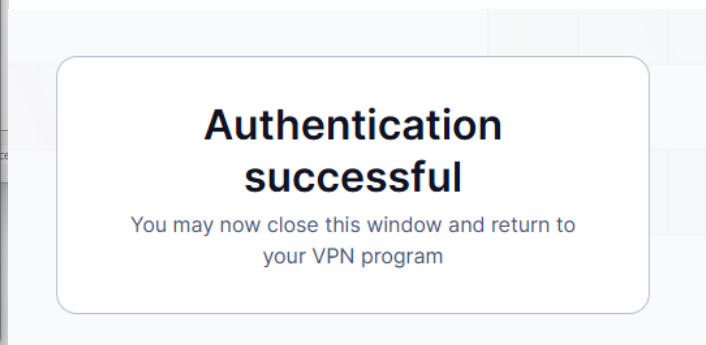 Authentication
successful
You may now close this window and return to
your VPN program